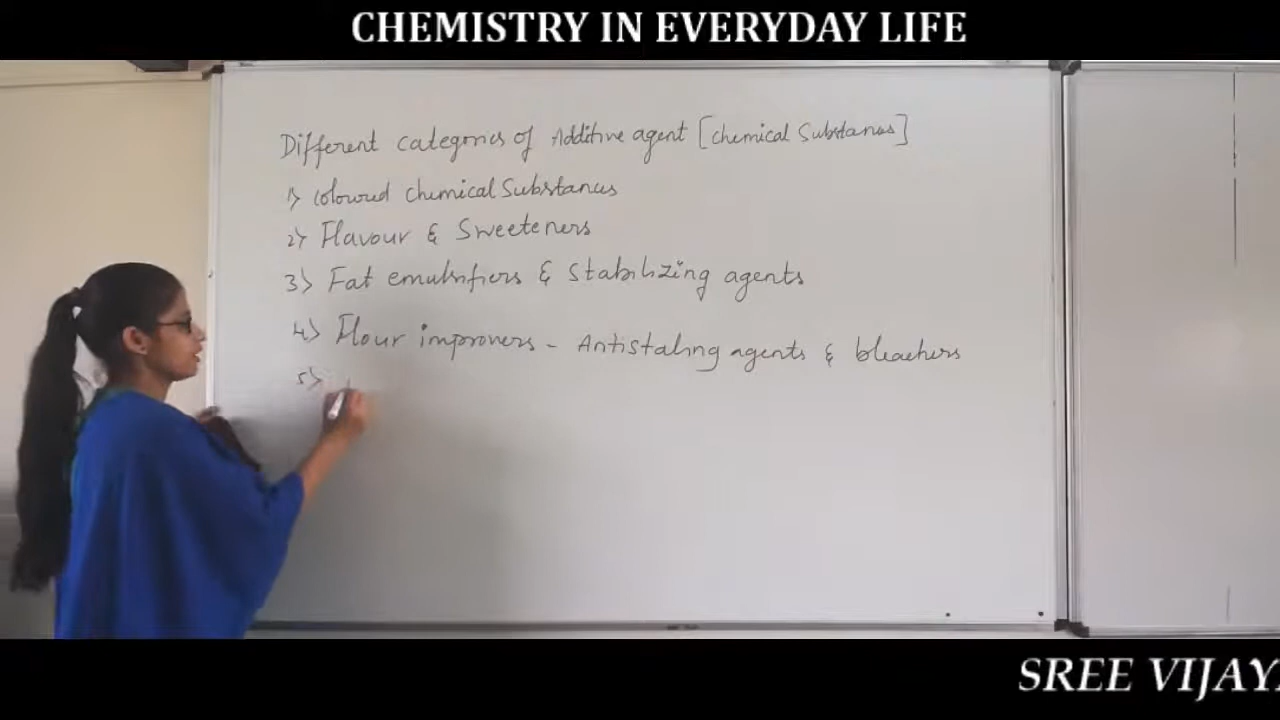 CHEMISTRY IN EVERYDAY LIFE
Different categories of Additive agent [chemical Substances]
1) Coloured chemical Substances
2) Flavour & Sweeteners
3) Fat emulsifiers & Stabilizing agents
4) Flour improvers - Antistaling agents & bleachers
5)
SREE VIJAYA